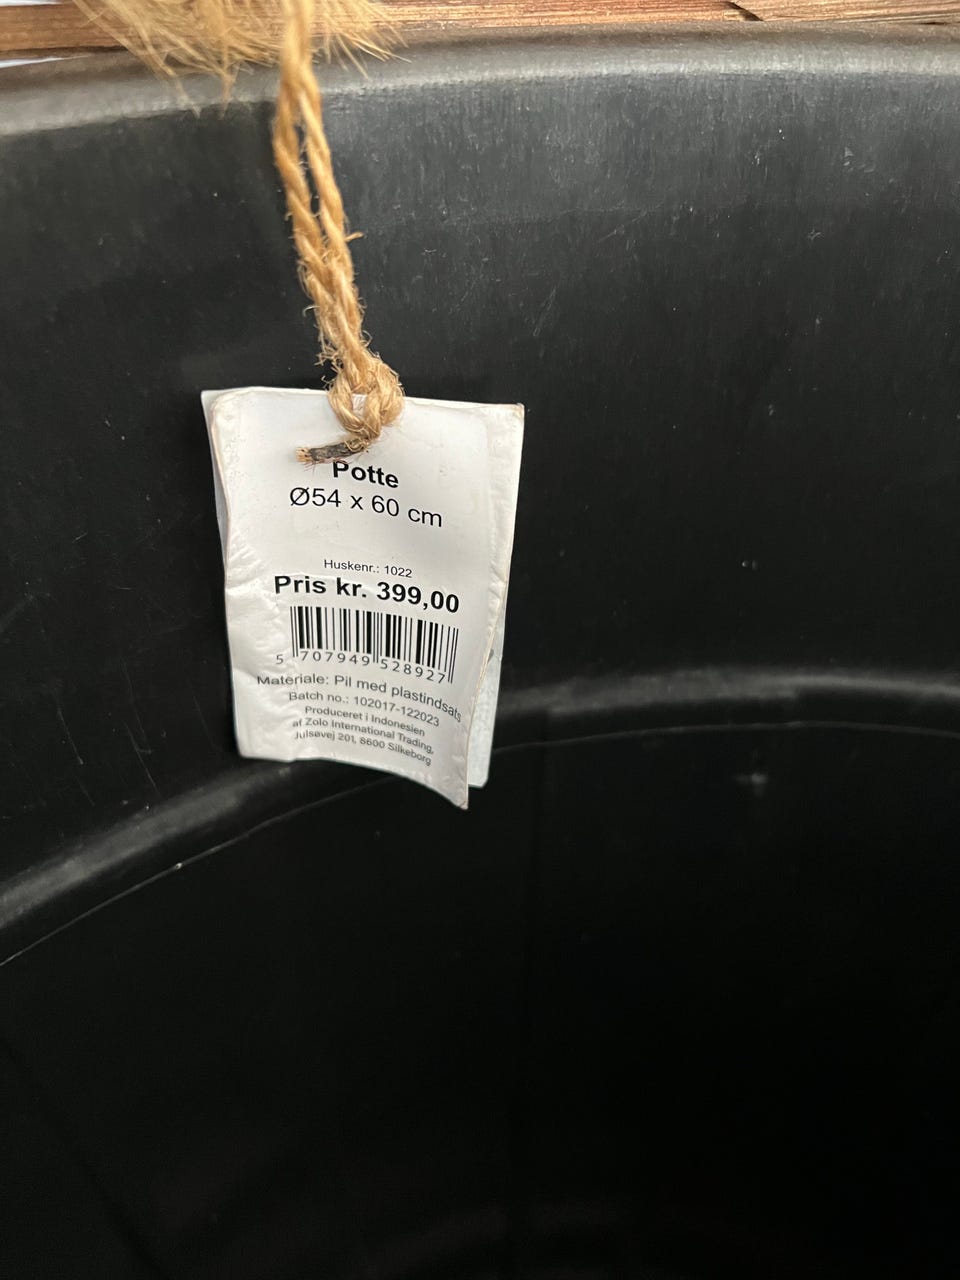 Potte
Ø54 x 60 cm
Huskenr.: 1022
Pris kr. 399,00
5 707949 528927
Materiale: Pil med plastindsats
Batch no.: 102017-122023
Produceret i Indonesien
af Zolo International Trading,
Julsøvej 201, 8600 Silkeborg